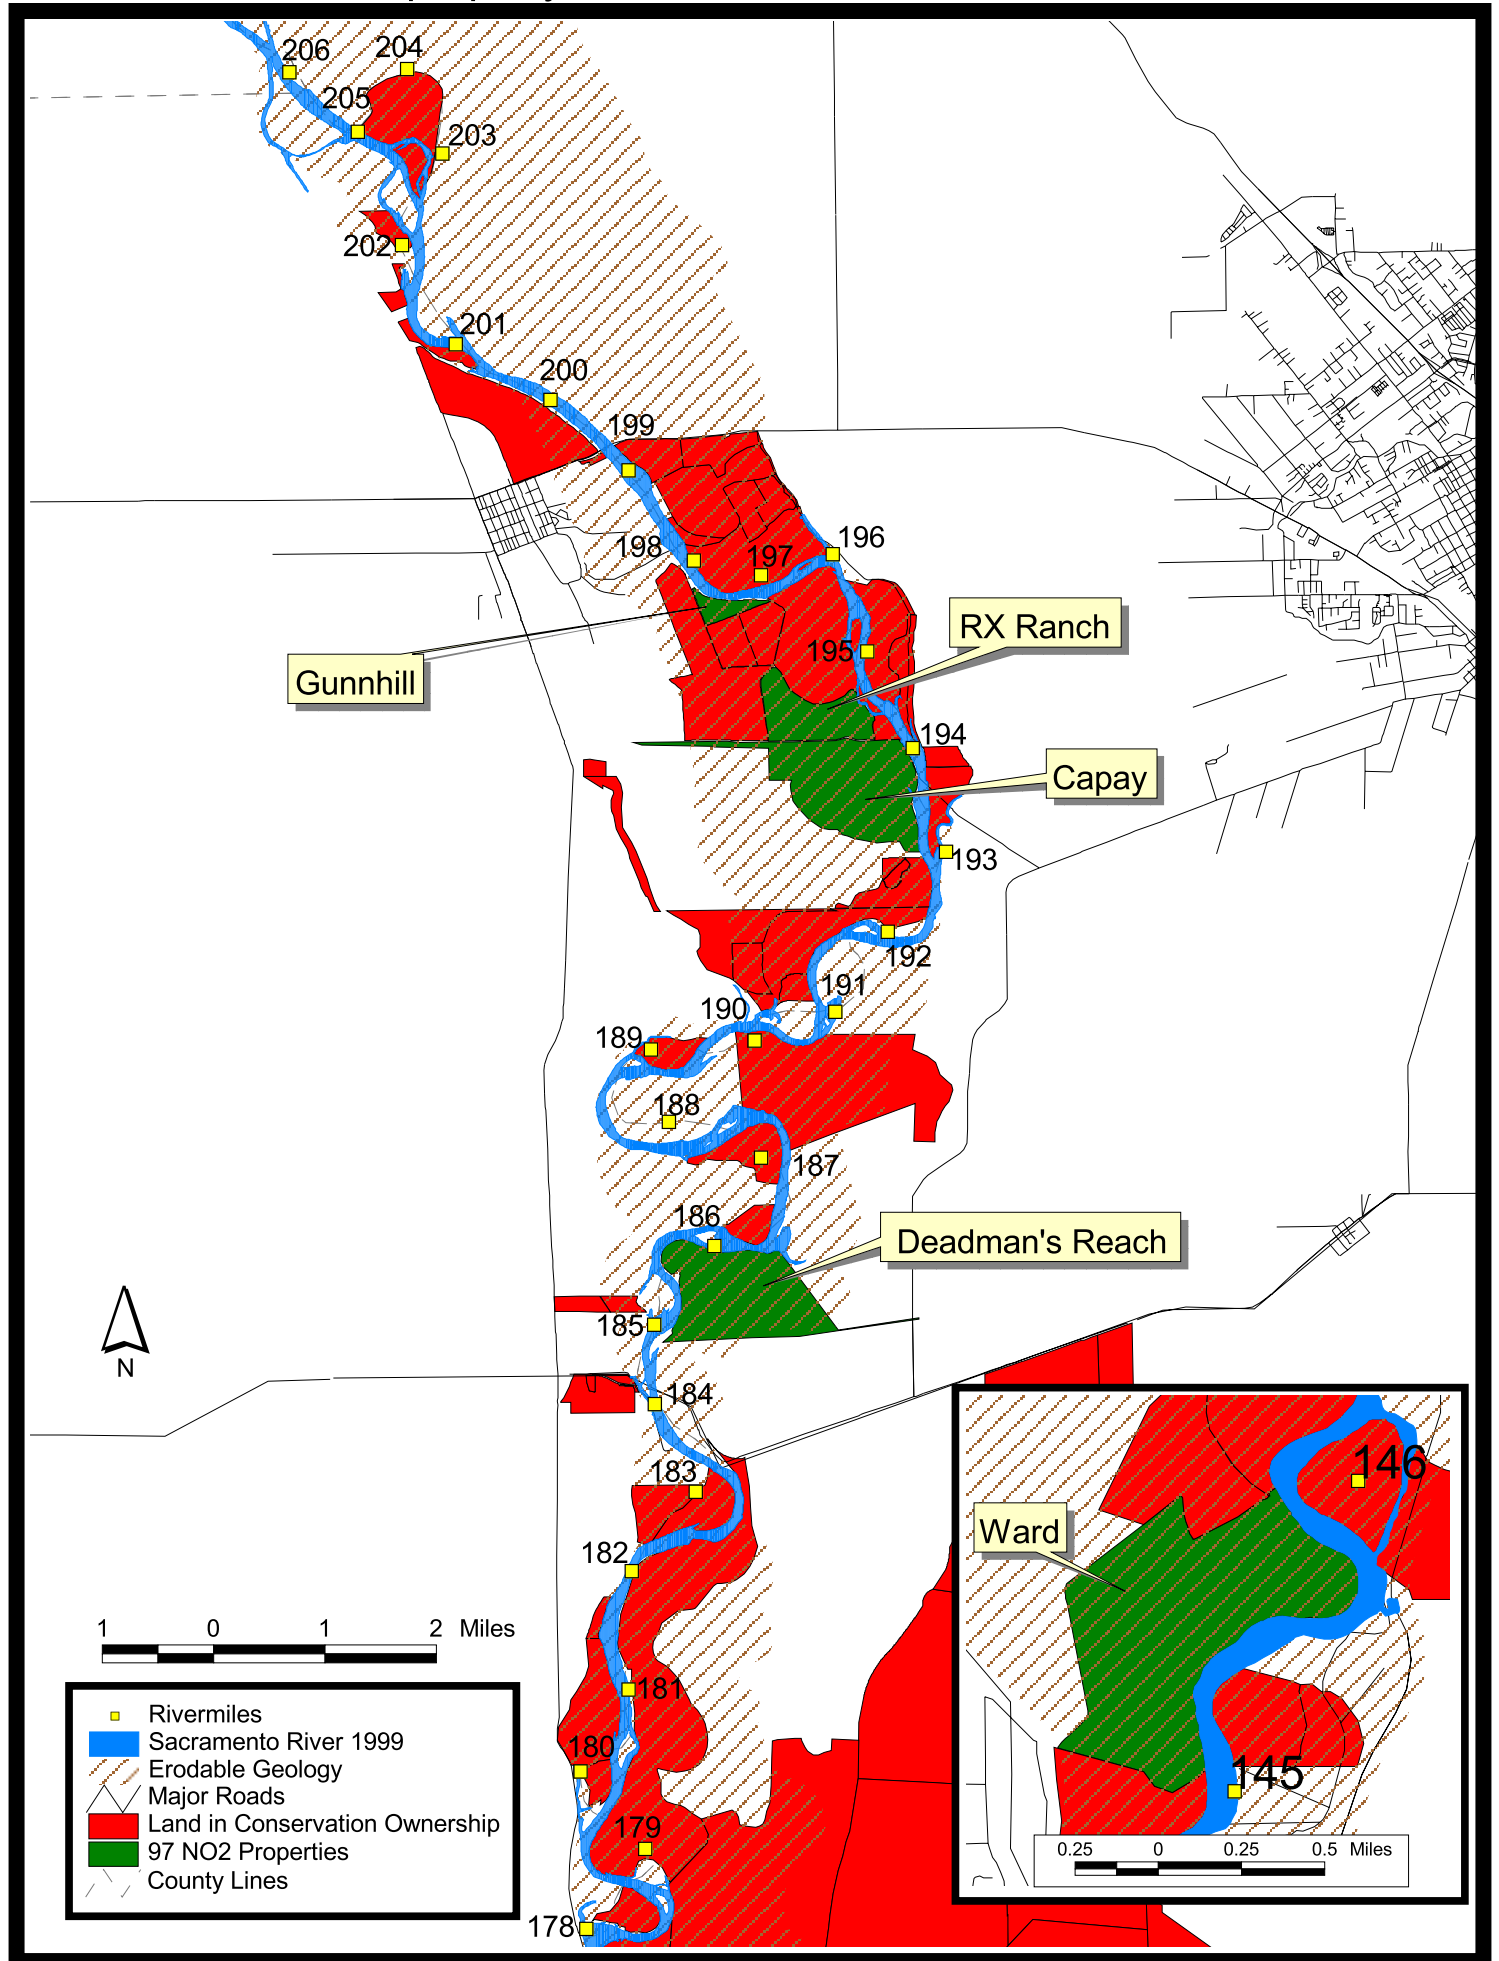 206
204
205
203
202
201
200
199
198
197
196
195
RX Ranch
Gunnhill
194
Capay
193
192
191
190
189
188
187
186
Deadman's Reach
185
N
184
183
146
Ward
182
1 0 1 2 Miles
181
180
145
179
178
Rivermiles
Sacramento River 1999
Erodable Geology
Major Roads
Land in Conservation Ownership
97 NO2 Properties
County Lines
0.25 0 0.25 0.5 Miles